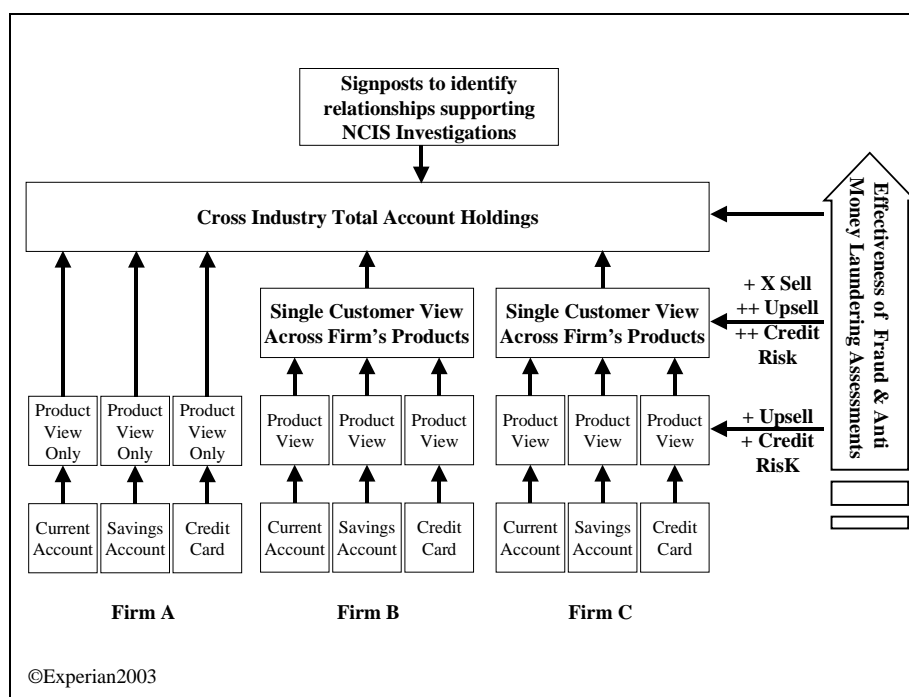 Signposts to identify
relationships supporting
NCIS Investigations
Cross Industry Total Account Holdings
Effectiveness of Fraud & Anti
Money Laundering Assessments
Single Customer View
Across Firm's Products
Single Customer View
Across Firm's Products
+ X Sell
++ Upsell
++ Credit
Risk
Product
View
Only
Product
View
Only
Product
View
Only
Product
View
Product
View
Product
View
Product
View
Product
View
Product
View
+ Upsell
+ Credit
RisK
Current
Account
Savings
Account
Credit
Card
Current
Account
Savings
Account
Credit
Card
Current
Account
Savings
Account
Credit
Card
Firm A
Firm B
Firm C
©Experian2003